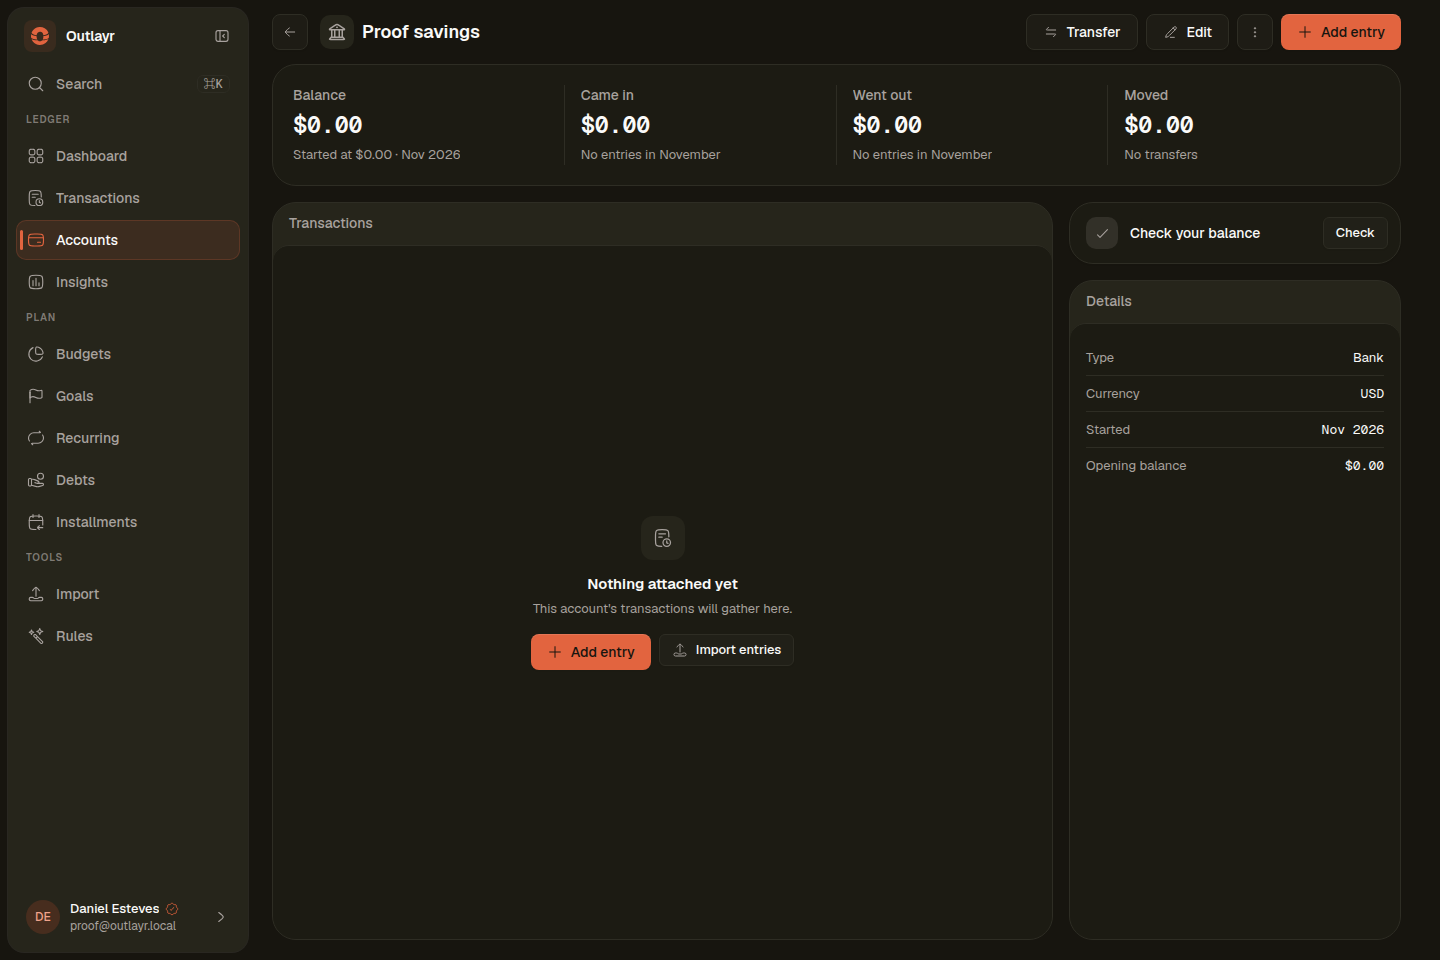 Outlayr
Search ⌘K
LEDGER
Dashboard
Transactions
Accounts
Insights
PLAN
Budgets
Goals
Recurring
Debts
Installments
TOOLS
Import
Rules
DE
Daniel Esteves
proof@outlayr.local
Proof savings
Transfer
Edit
Add entry
Balance
$0.00
Started at $0.00 · Nov 2026
Came in
$0.00
No entries in November
Went out
$0.00
No entries in November
Moved
$0.00
No transfers
Transactions
Nothing attached yet
This account's transactions will gather here.
Add entry
Import entries
Check your balance
Check
Details
Type Bank
Currency USD
Started Nov 2026
Opening balance $0.00